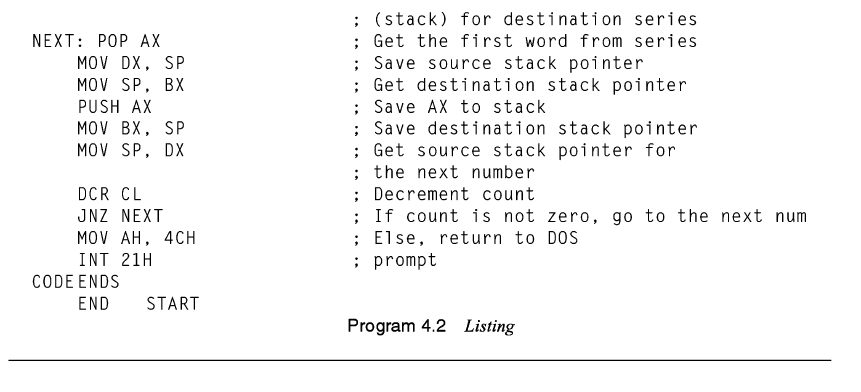 ; (stack) for destination series
NEXT: POP AX ; Get the first word from series
MOV DX, SP ; Save source stack pointer
MOV SP, BX ; Get destination stack pointer
PUSH AX ; Save AX to stack
MOV BX, SP ; Save destination stack pointer
MOV SP, DX ; Get source stack pointer for
; the next number
DCR CL ; Decrement count
JNZ NEXT ; If count is not zero, go to the next num
MOV AH, 4CH ; Else, return to DOS
INT 21H ; prompt
CODE ENDS
END START
Program 4.2 Listing